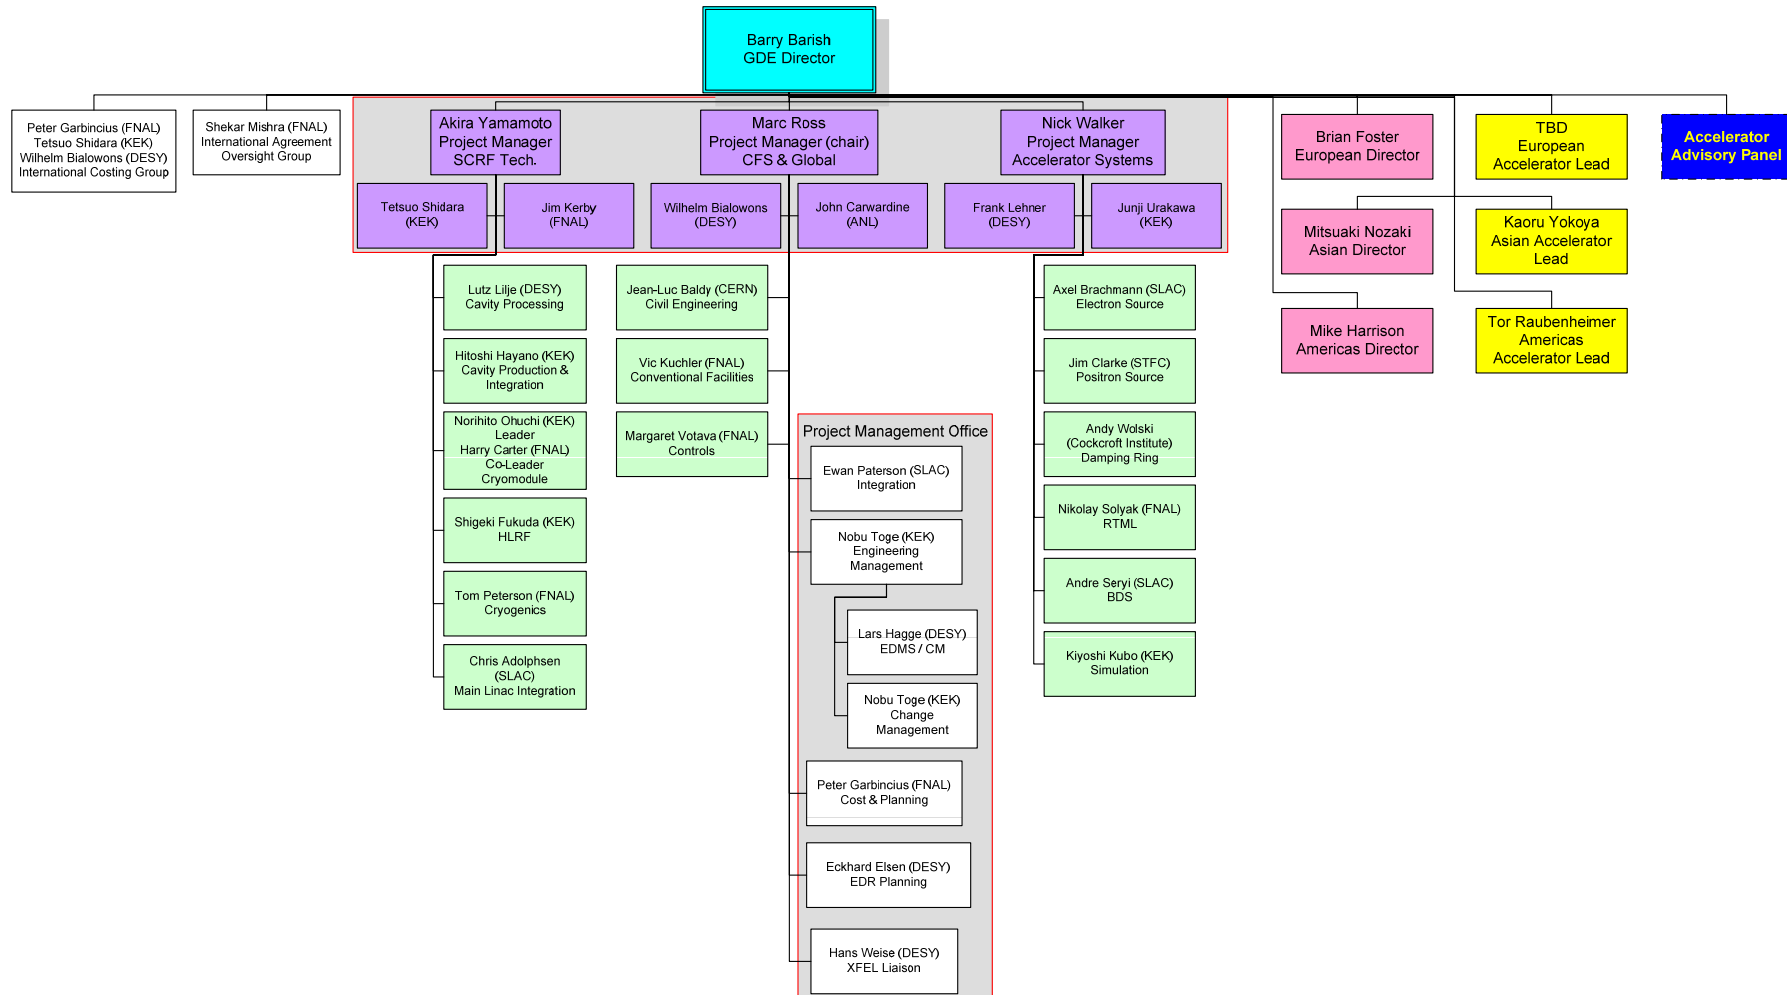 Barry Barish
GDE Director
Peter Garbincius (FNAL)
Tetsuo Shidara (KEK)
Wilhelm Bialowons (DESY)
International Costing Group
Shekar Mishra (FNAL)
International Agreement
Oversight Group
Akira Yamamoto
Project Manager
SCRF Tech.
Marc Ross
Project Manager (chair)
CFS & Global
Nick Walker
Project Manager
Accelerator Systems
Brian Foster
European Director
TBD
European
Accelerator Lead
Accelerator
Advisory Panel
Tetsuo Shidara
(KEK)
Jim Kerby
(FNAL)
Wilhelm Bialowons
(DESY)
John Carwardine
(ANL)
Frank Lehner
(DESY)
Junji Urakawa
(KEK)
Mitsuaki Nozaki
Asian Director
Kaoru Yokoya
Asian Accelerator
Lead
Mike Harrison
Americas Director
Tor Raubenheimer
Americas
Accelerator Lead
Lutz Lilje (DESY)
Cavity Processing
Hitoshi Hayano (KEK)
Cavity Production &
Integration
Norihito Ohuchi (KEK)
Leader
Harry Carter (FNAL)
Co-Leader
Cryomodule
Shigeki Fukuda (KEK)
HLRF
Tom Peterson (FNAL)
Cryogenics
Chris Adolphsen
(SLAC)
Main Linac Integration
Jean-Luc Baldy (CERN)
Civil Engineering
Vic Kuchler (FNAL)
Conventional Facilities
Margaret Votava (FNAL)
Controls
Project Management Office
Ewan Paterson (SLAC)
Integration
Nobu Toge (KEK)
Engineering
Management
Lars Hagge (DESY)
EDMS / CM
Nobu Toge (KEK)
Change
Management
Peter Garbincius (FNAL)
Cost & Planning
Eckhard Elsen (DESY)
EDR Planning
Hans Weise (DESY)
XFEL Liaison
Axel Brachmann (SLAC)
Electron Source
Jim Clarke (STFC)
Positron Source
Andy Wolski
(Cockcroft Institute)
Damping Ring
Nikolay Solyak (FNAL)
RTML
Andre Seryi (SLAC)
BDS
Kiyoshi Kubo (KEK)
Simulation